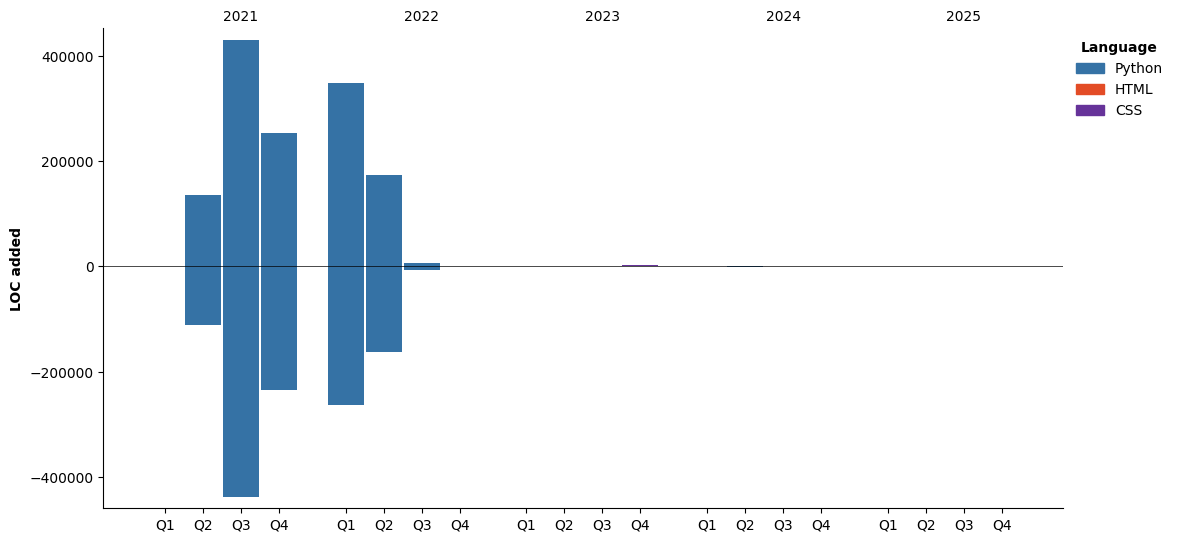 2021 2022 2023 2024 2025
Language
Python
HTML
CSS
400000
200000
0
−200000
−400000
LOC added
Q1 Q2 Q3 Q4 Q1 Q2 Q3 Q4 Q1 Q2 Q3 Q4 Q1 Q2 Q3 Q4 Q1 Q2 Q3 Q4